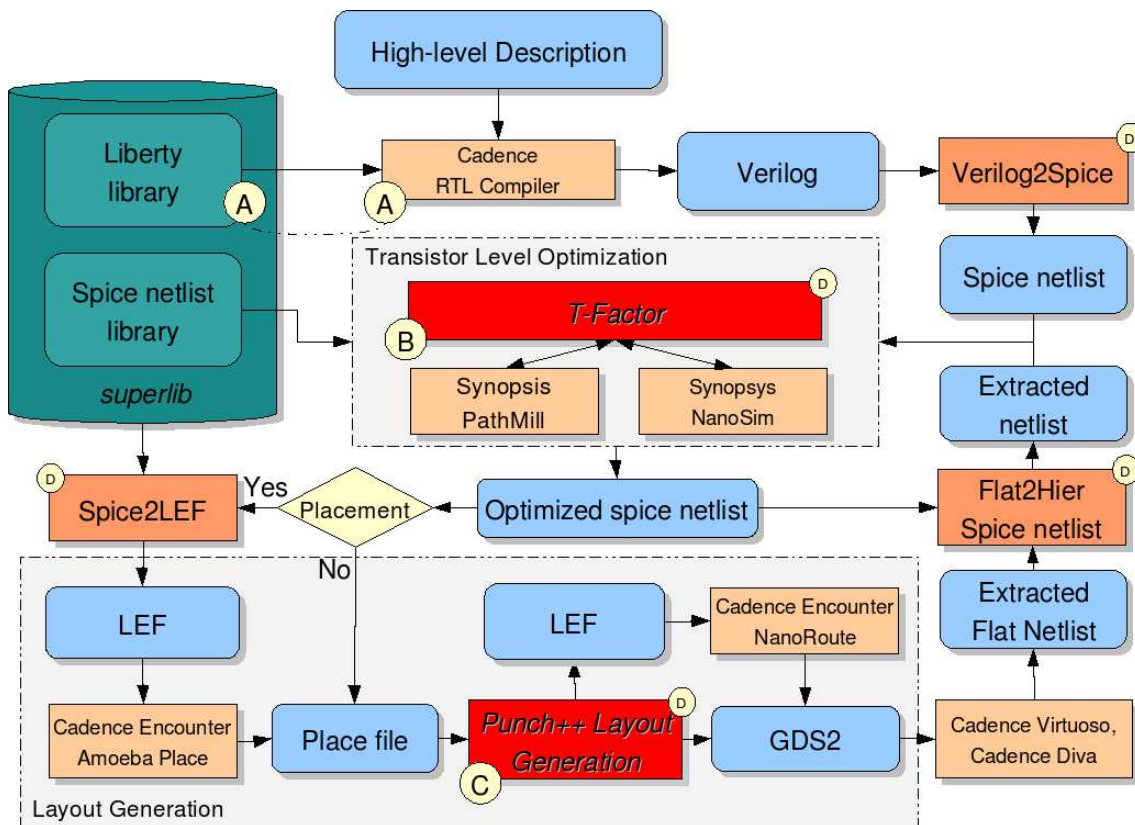 High-level Description
Liberty
library
A
Cadence
RTL Compiler
A
Verilog
D
Verilog2Spice
Spice netlist
library
superlib
Transistor Level Optimization
D
T-Factor
B
Synopsis
PathMill
Synopsys
NanoSim
Spice netlist
Extracted
netlist
D
Spice2LEF
Yes
Placement
No
Optimized spice netlist
D
Flat2Hier
Spice netlist
LEF
LEF
Cadence Encounter
NanoRoute
Extracted
Flat Netlist
Cadence Encounter
Amoeba Place
Place file
D
Punch++ Layout
Generation
C
GDS2
Cadence Virtuoso,
Cadence Diva
Layout Generation